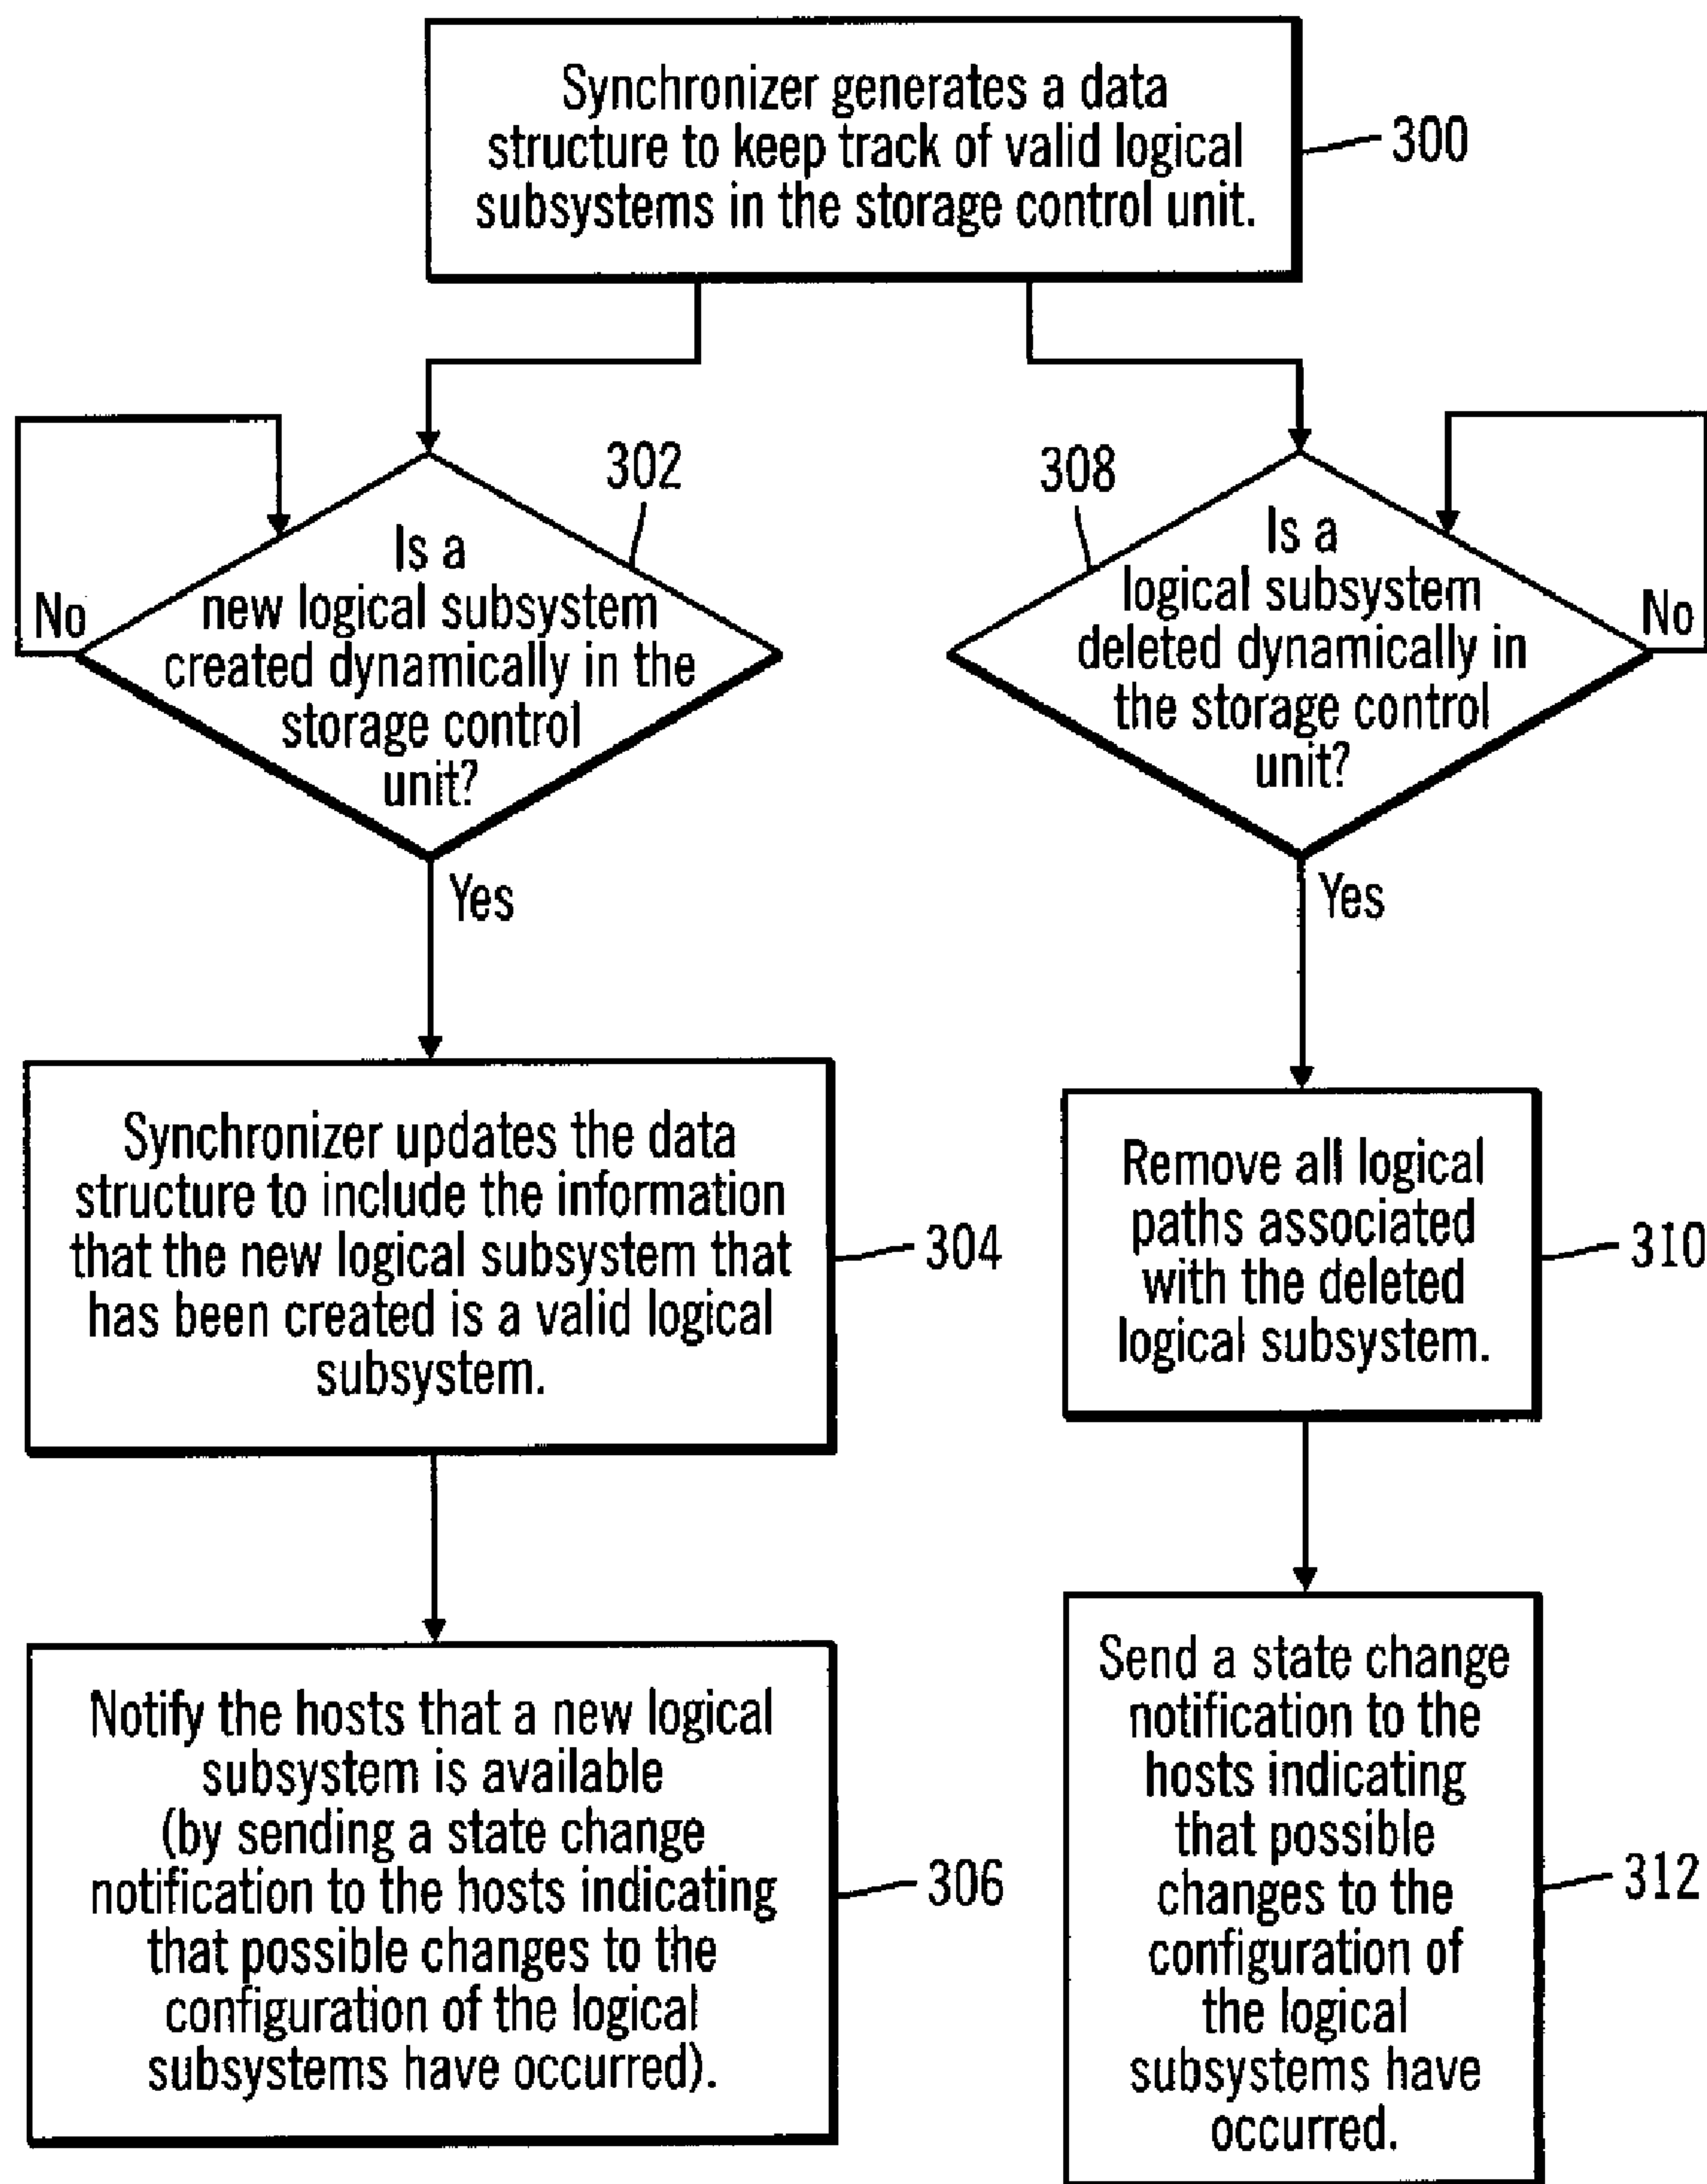 Synchronizer generates a data
structure to keep track of valid logical
subsystems in the storage control unit.
300
302
Is a
new logical subsystem
created dynamically in the
storage control
unit?
No
Yes
308
Is a
logical subsystem
deleted dynamically in
the storage control
unit?
No
Yes
Synchronizer updates the data
structure to include the information
that the new logical subsystem that
has been created is a valid logical
subsystem.
304
Remove all logical
paths associated
with the deleted
logical subsystem.
310
Notify the hosts that a new logical
subsystem is available
(by sending a state change
notification to the hosts indicating
that possible changes to the
configuration of the logical
subsystems have occurred).
306
Send a state change
notification to the
hosts indicating
that possible
changes to the
configuration of
the logical
subsystems have
occurred.
312